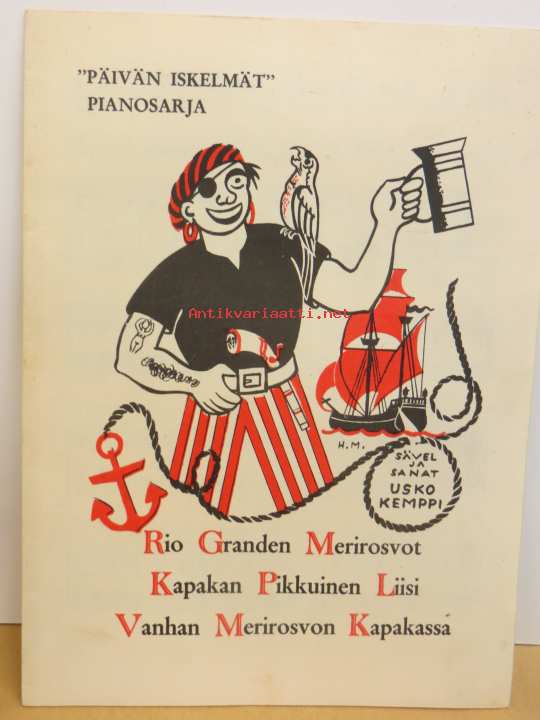 ”PÄIVÄN ISKELMÄT”
PIANOSARJA
Antikvariaatti.net
H.M.
SÄVEL
JA
SANAT
USKO
KEMPPI
Rio Granden Merirosvot
Kapakan Pikkuinen Liisi
Vanhan Merirosvon Kapakassa